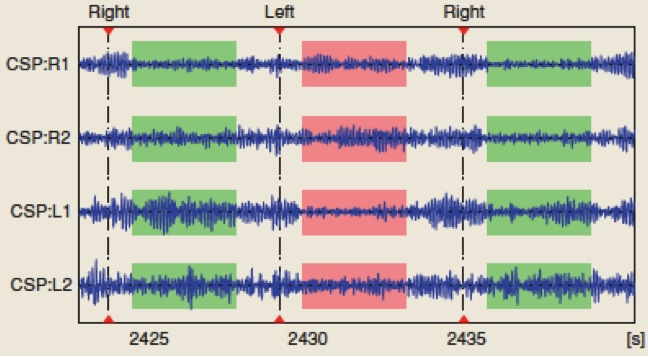 Right Left Right
CSP:R1
CSP:R2
CSP:L1
CSP:L2
2425 2430 2435 [s]